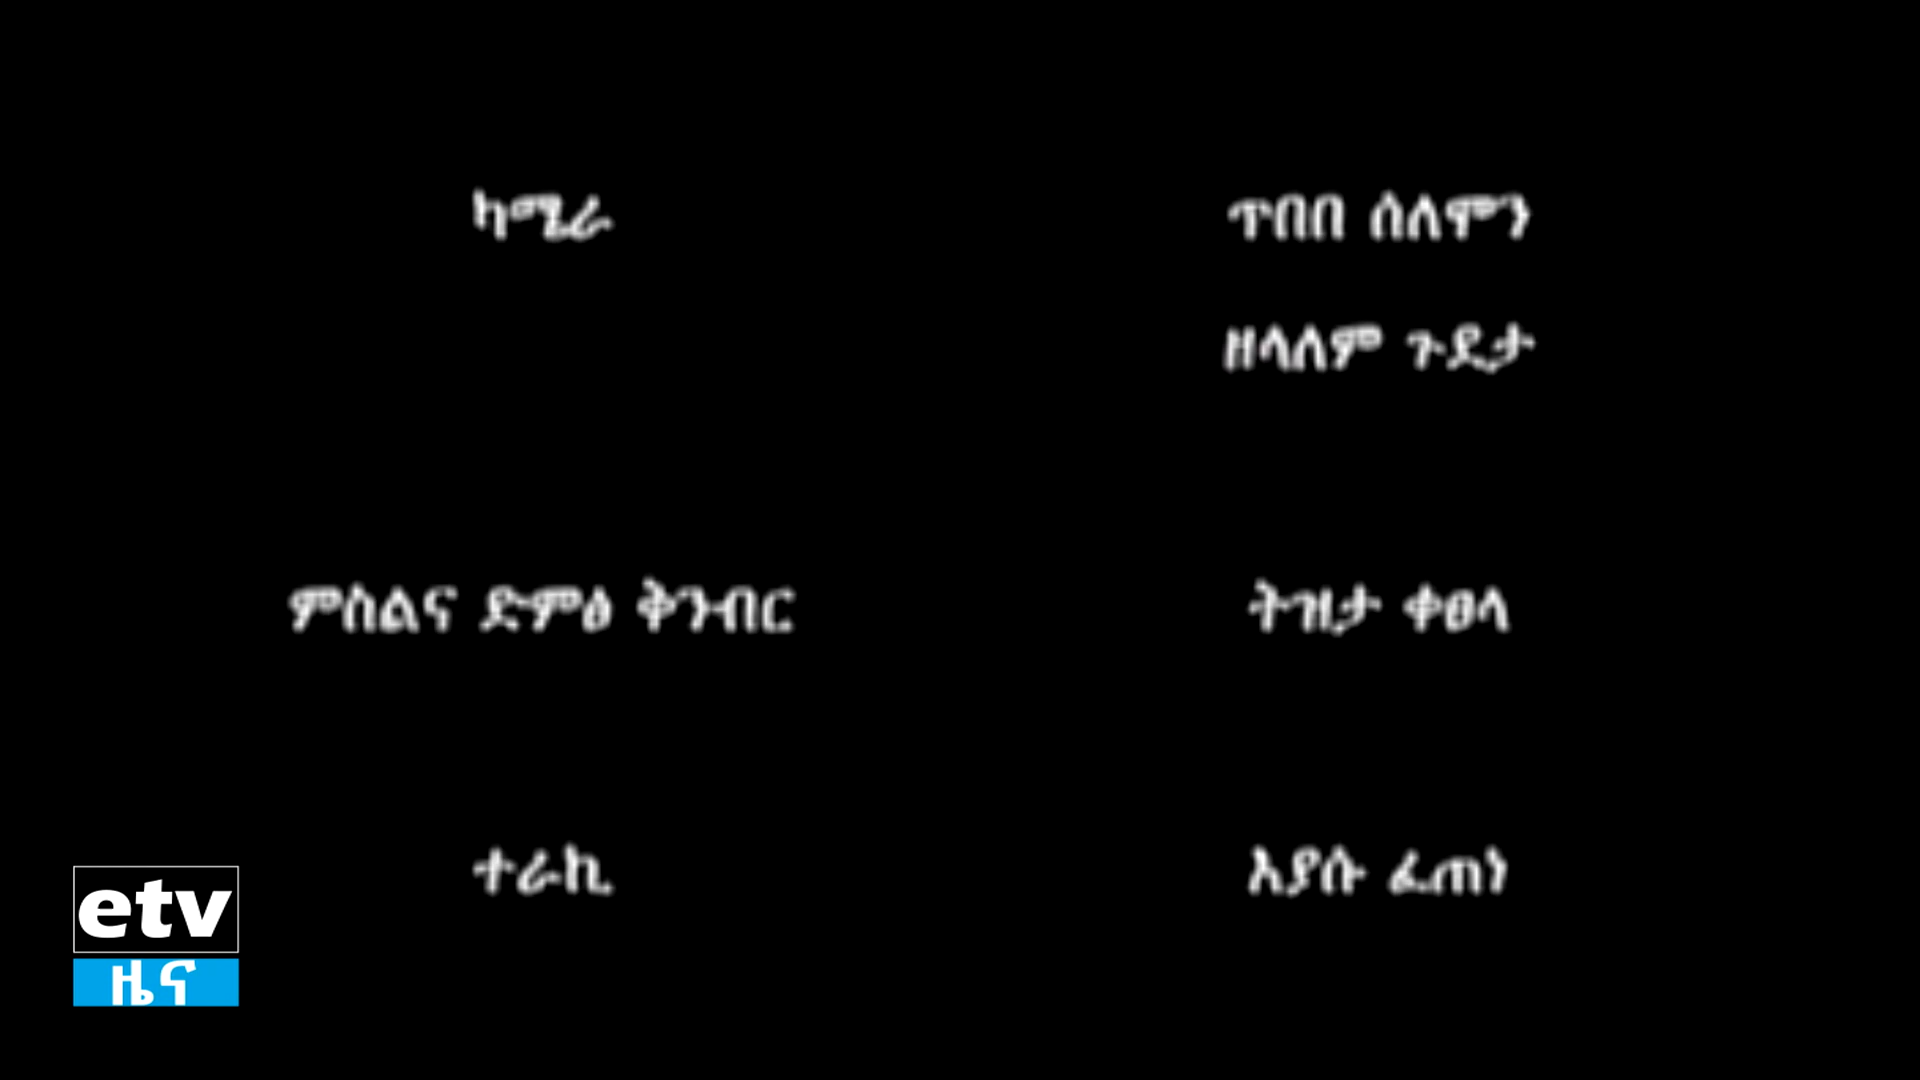 ካሜራ ጥበበ ሰለሞን
ዘላለም ጉደታ
ምስልና ድምፅ ቅንብር ትዝታ ቀፀላ
ተራኪ እያሱ ፈጠነ
etv
ዜና